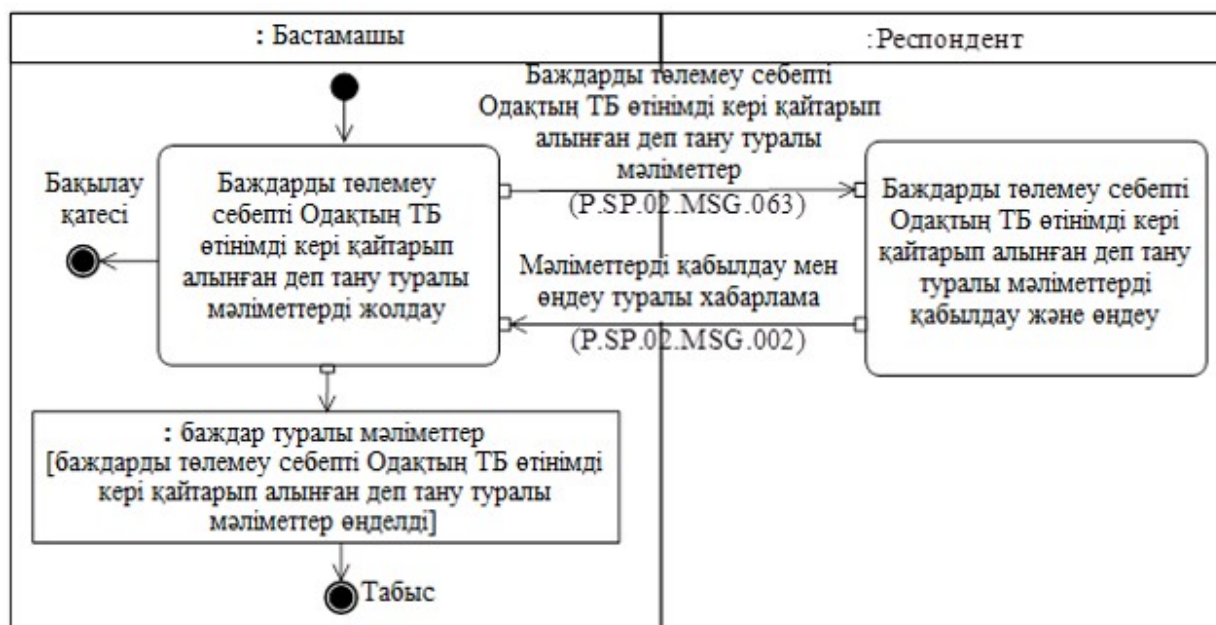 : Бастамашы
:Респондент
Баждарды төлемеу себепті
Одақтың ТБ өтінімді кері қайтарып
алынған деп тану туралы
мәліметтер
(P.SP.02.MSG.063)
Бақылау
қатесі
Баждарды төлемеу
себепті Одақтың ТБ
өтінімді кері қайтарып
алынған деп тану туралы
мәліметтерді жолдау
Баждарды төлемеу себепті
Одақтың ТБ өтінімді кері
қайтарып алынған деп тану
туралы мәліметтерді
қабылдау және өңдеу
Мәліметтерді қабылдау мен
өңдеу туралы хабарлама
(P.SP.02.MSG.002)
: баждар туралы мәліметтер
[баждарды төлемеу себепті Одақтың ТБ өтінімді
кері қайтарып алынған деп тану туралы
мәліметтер өңделді]
Табыс